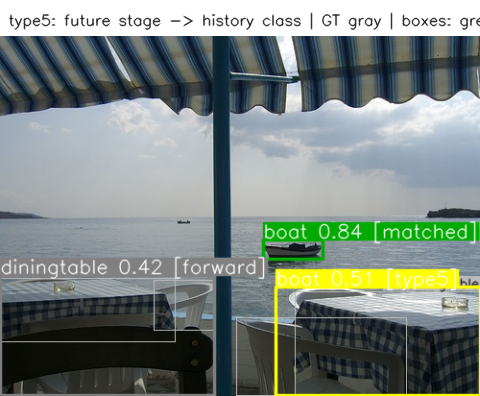 type5: future stage -> history class | GT gray | boxes: gre
boat 0.84 [matched]
diningtable 0.42 [forward]
boat 0.51 [type5]
ble